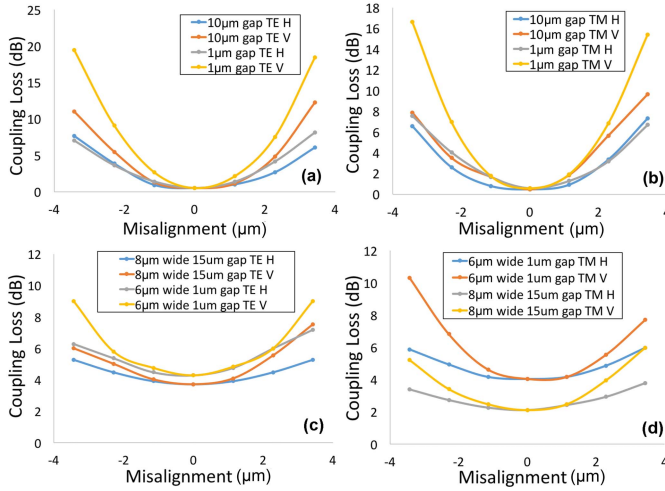 25
20
15
10
5
0
-4
-2
0
2
4
Coupling Loss (dB)
Misalignment (µm)
10µm gap TE H
10µm gap TE V
1µm gap TE H
1µm gap TE V
(a)
18
16
14
12
10
8
6
4
2
0
-4
-2
0
2
4
Coupling Loss (dB)
Misalignment (µm)
10µm gap TM H
10µm gap TM V
1µm gap TM H
1µm gap TM V
(b)
12
10
8
6
4
2
0
-4
-2
0
2
4
Coupling Loss (dB)
Misalignment (µm)
8µm wide 15um gap TE H
8µm wide 15um gap TE V
6µm wide 1um gap TE H
6µm wide 1um gap TE V
(c)
12
10
8
6
4
2
0
-4
-2
0
2
4
Coupling Loss (dB)
Misalignment (µm)
6µm wide 1um gap TM H
6µm wide 1um gap TM V
8µm wide 15um gap TM H
8µm wide 15um gap TM V
(d)